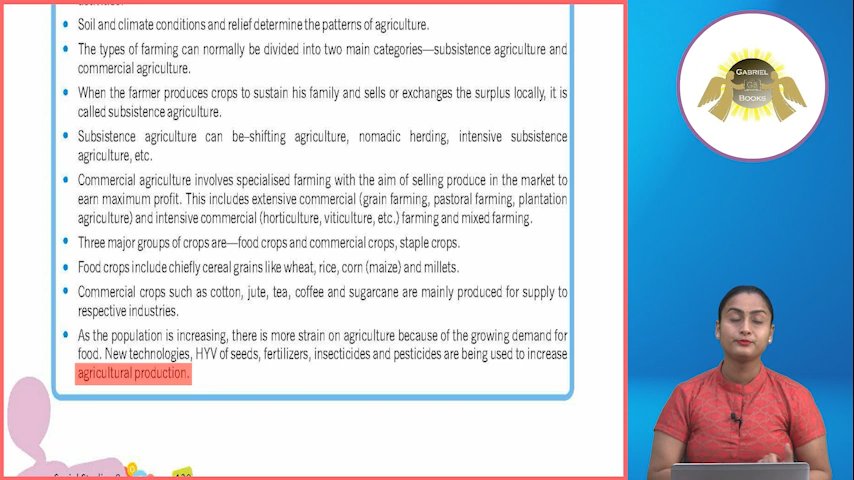 • Soil and climate conditions and relief determine the patterns of agriculture.
• The types of farming can normally be divided into two main categories—subsistence agriculture and
commercial agriculture.
• When the farmer produces crops to sustain his family and sells or exchanges the surplus locally, it is
called subsistence agriculture.
• Subsistence agriculture can be–shifting agriculture, nomadic herding, intensive subsistence
agriculture, etc.
• Commercial agriculture involves specialised farming with the aim of selling produce in the market to
earn maximum profit. This includes extensive commercial (grain farming, pastoral farming, plantation
agriculture) and intensive commercial (horticulture, viticulture, etc.) farming and mixed farming.
• Three major groups of crops are—food crops and commercial crops, staple crops.
• Food crops include chiefly cereal grains like wheat, rice, corn (maize) and millets.
• Commercial crops such as cotton, jute, tea, coffee and sugarcane are mainly produced for supply to
respective industries.
• As the population is increasing, there is more strain on agriculture because of the growing demand for
food. New technologies, HYV of seeds, fertilizers, insecticides and pesticides are being used to increase
agricultural production.
GABRIEL
GB
BOOKS